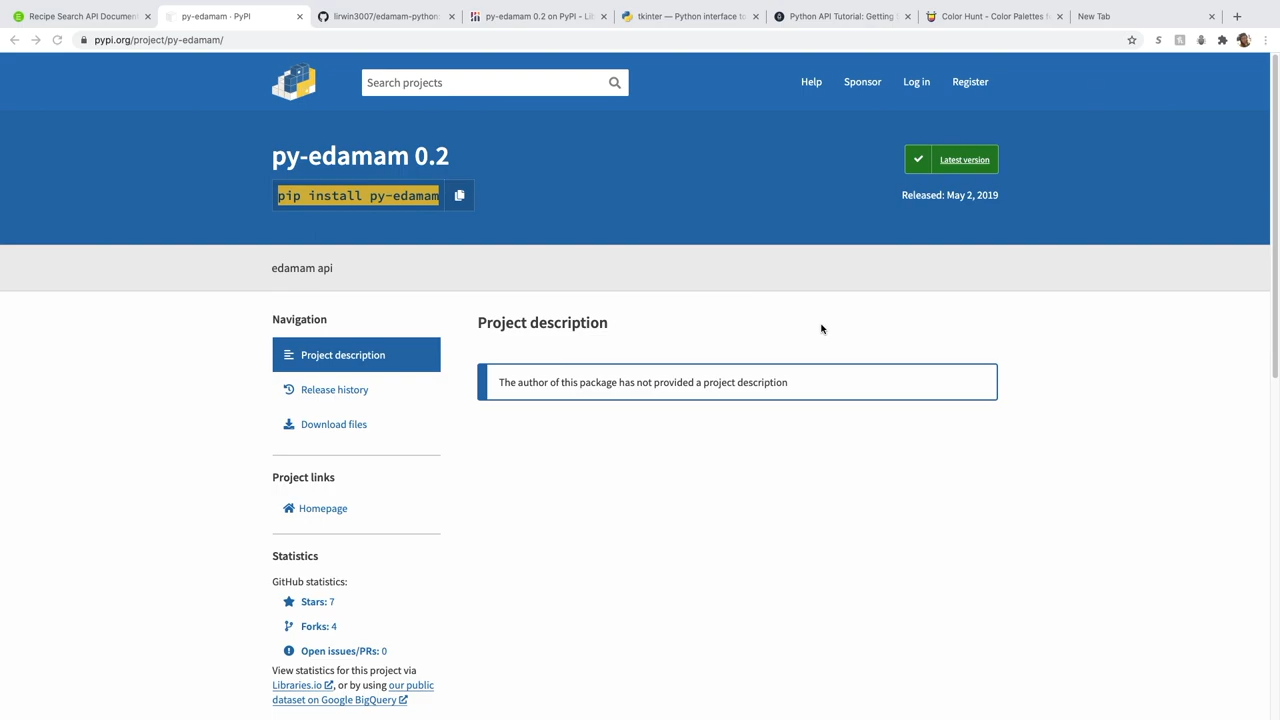 Recipe Search API Documen
py-edamam · PyPI
lirwin3007/edamam-python:
py-edamam 0.2 on PyPI - Lib
tkinter — Python interface to
Python API Tutorial: Getting
Color Hunt - Color Palettes f
New Tab
pypi.org/project/py-edamam/
Search projects
Help
Sponsor
Log in
Register
py-edamam 0.2
pip install py-edamam
Latest version
Released: May 2, 2019
edamam api
Navigation
Project description
Release history
Download files
Project links
Homepage
Statistics
GitHub statistics:
Stars: 7
Forks: 4
Open issues/PRs: 0
View statistics for this project via
Libraries.io, or by using our public
dataset on Google BigQuery
Project description
The author of this package has not provided a project description